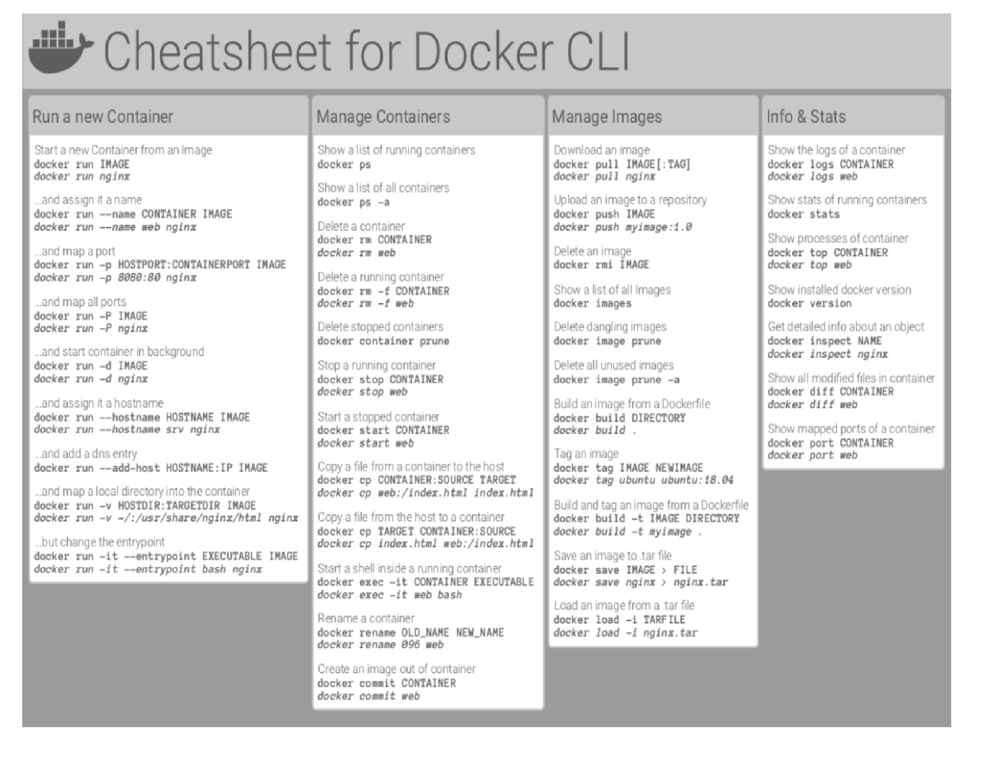 Cheatsheet for Docker CLI
Run a new Container
Start a new Container from an Image
docker run IMAGE
docker run nginx
...and assign it a name
docker run --name CONTAINER IMAGE
docker run --name web nginx
...and map a port
docker run -p HOSTPORT:CONTAINERPORT IMAGE
docker run -p 8080:80 nginx
...and map all ports
docker run -P IMAGE
docker run -P nginx
...and start container in background
docker run -d IMAGE
docker run -d nginx
...and assign it a hostname
docker run --hostname HOSTNAME IMAGE
docker run --hostname srv nginx
...and add a dns entry
docker run --add-host HOSTNAME:IP IMAGE
...and map a local directory into the container
docker run -v HOSTDIR:TARGETDIR IMAGE
docker run -v ~/:/usr/share/nginx/html nginx
...but change the entrypoint
docker run -it --entrypoint EXECUTABLE IMAGE
docker run -it --entrypoint bash nginx
Manage Containers
Show a list of running containers
docker ps
Show a list of all containers
docker ps -a
Delete a container
docker rm CONTAINER
docker rm web
Delete a running container
docker rm -f CONTAINER
docker rm -f web
Delete stopped containers
docker container prune
Stop a running container
docker stop CONTAINER
docker stop web
Start a stopped container
docker start CONTAINER
docker start web
Copy a file from a container to the host
docker cp CONTAINER:SOURCE TARGET
docker cp web:/index.html index.html
Copy a file from the host to a container
docker cp TARGET CONTAINER:SOURCE
docker cp index.html web:/index.html
Start a shell inside a running container
docker exec -it CONTAINER EXECUTABLE
docker exec -it web bash
Rename a container
docker rename OLD_NAME NEW_NAME
docker rename 096 web
Create an image out of container
docker commit CONTAINER
docker commit web
Manage Images
Download an image
docker pull IMAGE[:TAG]
docker pull nginx
Upload an image to a repository
docker push IMAGE
docker push myimage:1.0
Delete an image
docker rmi IMAGE
Show a list of all Images
docker images
Delete dangling images
docker image prune
Delete all unused images
docker image prune -a
Build an image from a Dockerfile
docker build DIRECTORY
docker build .
Tag an image
docker tag IMAGE NEWIMAGE
docker tag ubuntu ubuntu:18.04
Build and tag an image from a Dockerfile
docker build -t IMAGE DIRECTORY
docker build -t myimage .
Save an image to .tar file
docker save IMAGE > FILE
docker save nginx > nginx.tar
Load an image from a .tar file
docker load -i TARFILE
docker load -i nginx.tar
Info & Stats
Show the logs of a container
docker logs CONTAINER
docker logs web
Show stats of running containers
docker stats
Show processes of container
docker top CONTAINER
docker top web
Show installed docker version
docker version
Get detailed info about an object
docker inspect NAME
docker inspect nginx
Show all modified files in container
docker diff CONTAINER
docker diff web
Show mapped ports of a container
docker port CONTAINER
docker port web